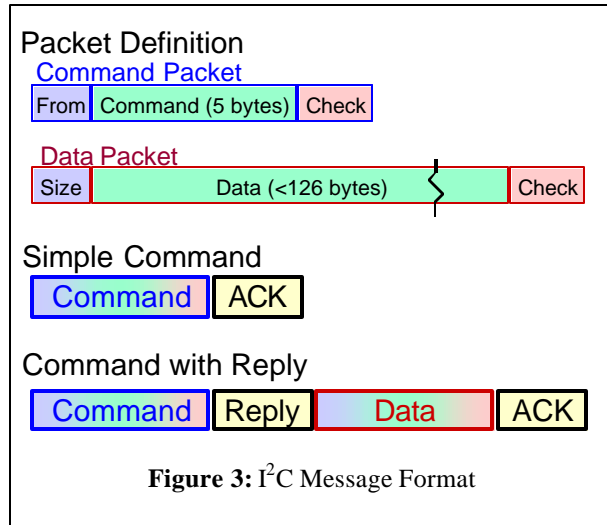 Packet Definition
Command Packet
From Command (5 bytes) Check
Data Packet
Size Data (<126 bytes) Check
Simple Command
Command ACK
Command with Reply
Command Reply Data ACK
Figure 3: I²C Message Format